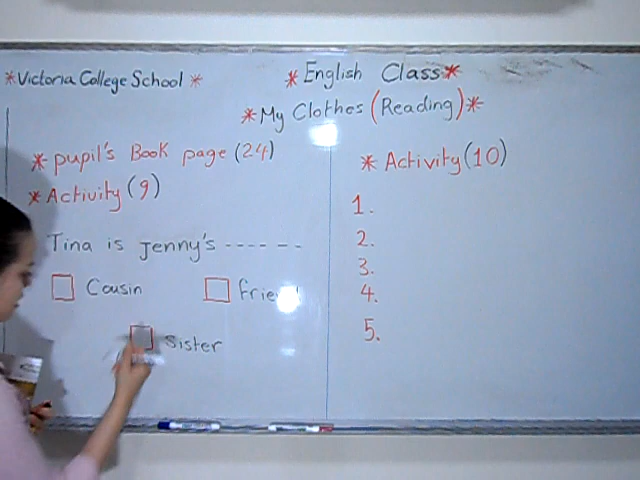 *Victoria College School*
*English Class*
*My Clothes (Reading)*
*Pupil's Book page (24)
*Activity (9)
Tina is Jenny's ------
Cousin
friend
Sister
*Activity (10)
1.
2.
3.
4.
5.